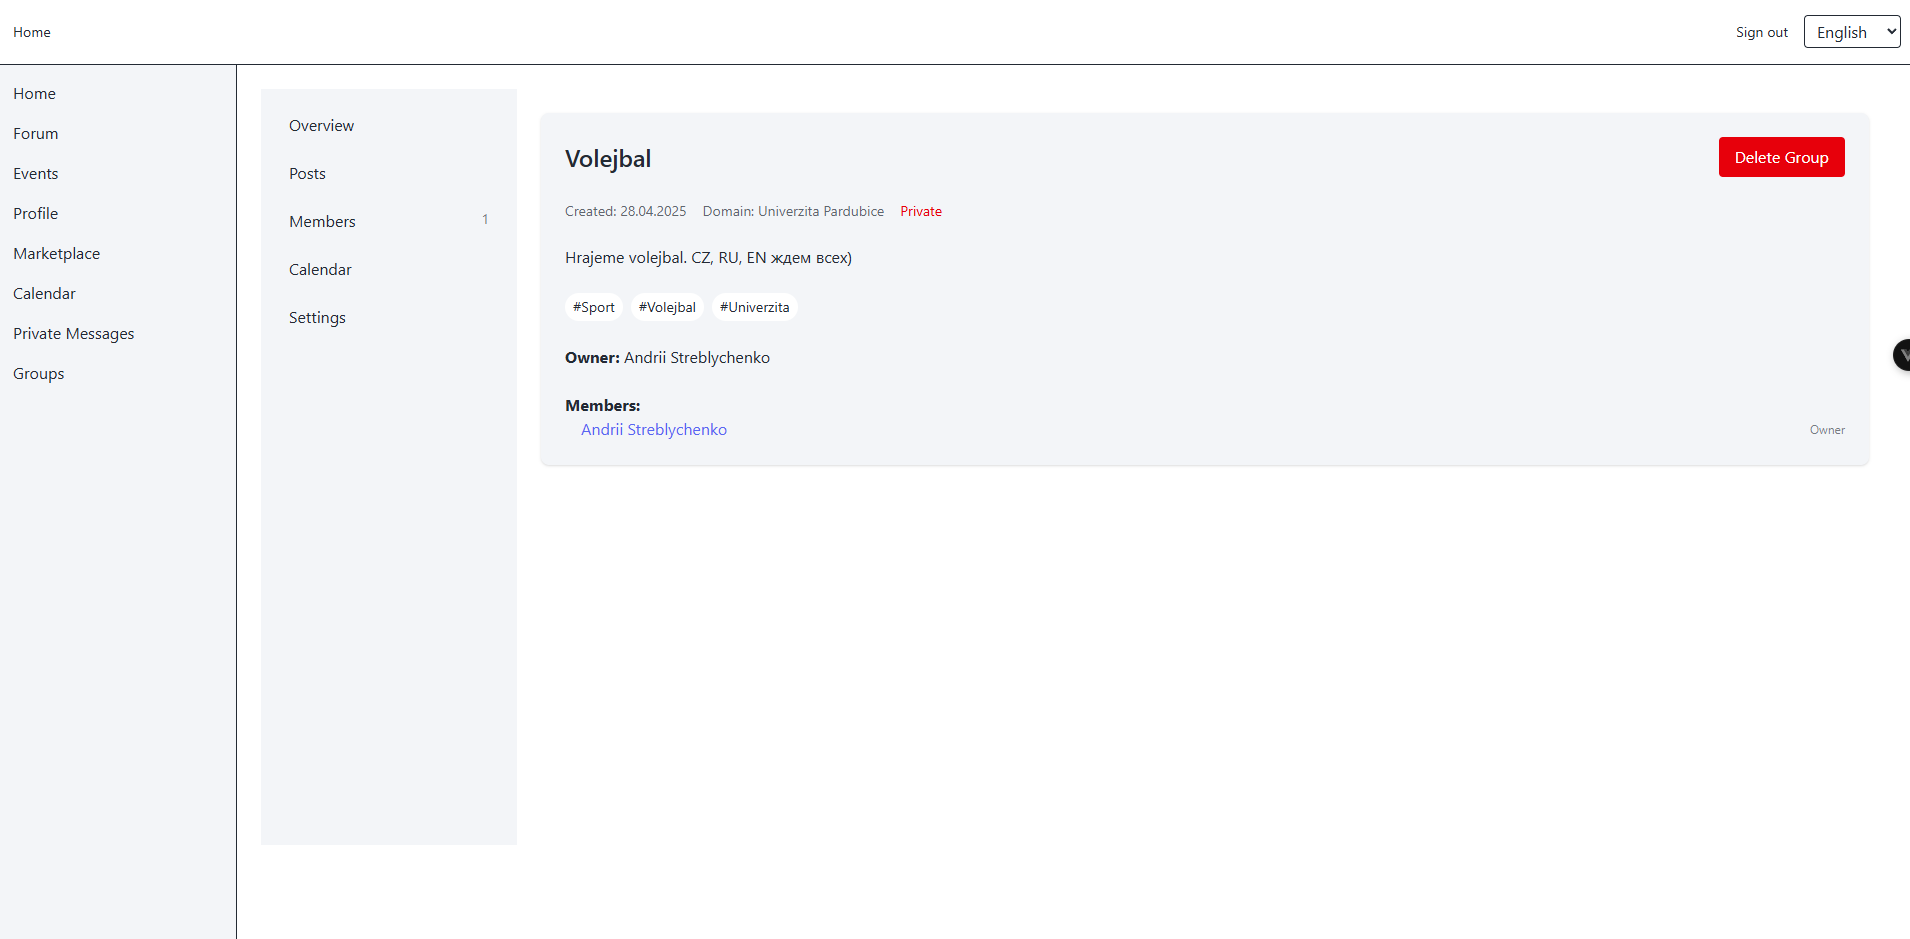 Home
Sign out
English
Home
Forum
Events
Profile
Marketplace
Calendar
Private Messages
Groups
Overview
Posts
Members 1
Calendar
Settings
Volejbal
Delete Group
Created: 28.04.2025 Domain: Univerzita Pardubice Private
Hrajeme volejbal. CZ, RU, EN ждем всех)
#Sport #Volejbal #Univerzita
Owner: Andrii Streblychenko
Members:
Andrii Streblychenko Owner